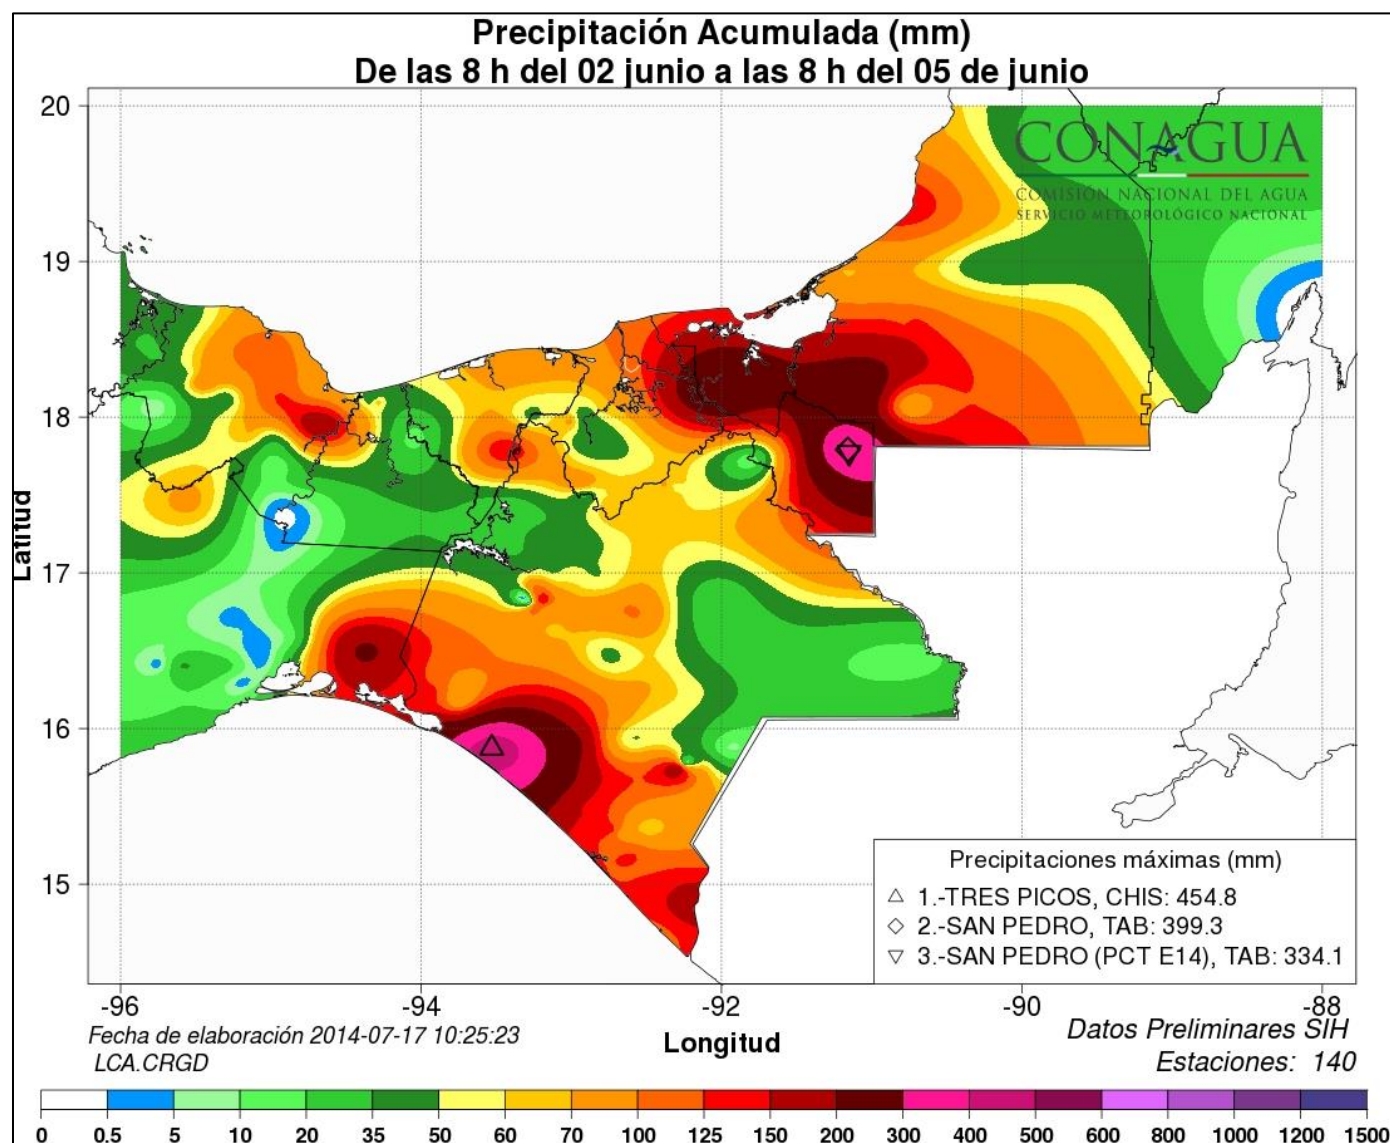 Precipitación Acumulada (mm)
De las 8 h del 02 junio a las 8 h del 05 de junio
CONAGUA
COMISIÓN NACIONAL DEL AGUA
SERVICIO METEOROLÓGICO NACIONAL
20
19
18
17
16
15
Latitud
Precipitaciones máximas (mm)
1.-TRES PICOS, CHIS: 454.8
2.-SAN PEDRO, TAB: 399.3
3.-SAN PEDRO (PCT E14), TAB: 334.1
-96 -94 -92 -90 -88
Longitud
Fecha de elaboración 2014-07-17 10:25:23
LCA.CRGD
Datos Preliminares SIH
Estaciones: 140
0 0.5 5 10 20 35 50 60 70 100 125 150 200 300 400 500 600 800 1000 1200 1500